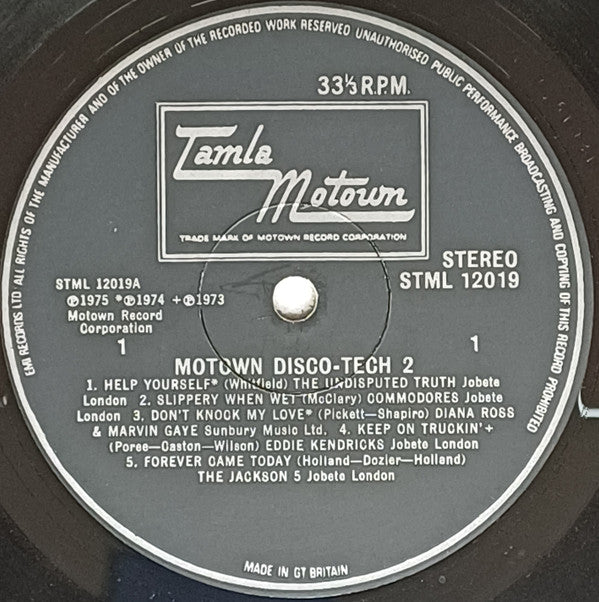 EMI RECORDS LTD ALL RIGHTS OF THE MANUFACTURER AND OF THE OWNER OF THE RECORDED WORK RESERVED UNAUTHORISED PUBLIC PERFORMANCE BROADCASTING AND COPYING OF THIS RECORD PROHIBITED
33⅓ R.P.M.
Tamla
Motown
TRADE MARK OF MOTOWN RECORD CORPORATION
STEREO
STML 12019
STML 12019A
℗1975 *℗1974 +℗1973
Motown Record
Corporation
1
1
MOTOWN DISCO-TECH 2
1. HELP YOURSELF* (Whitfield) THE UNDISPUTED TRUTH Jobete
London 2. SLIPPERY WHEN WET (McClary) COMMODORES Jobete
London 3. DON'T KNOCK MY LOVE* (Pickett—Shapiro) DIANA ROSS
& MARVIN GAYE Sunbury Music Ltd. 4. KEEP ON TRUCKIN'+
(Poree—Caston—Wilson) EDDIE KENDRICKS Jobete London
5. FOREVER CAME TODAY (Holland—Dozier—Holland)
THE JACKSON 5 Jobete London
MADE IN GT BRITAIN